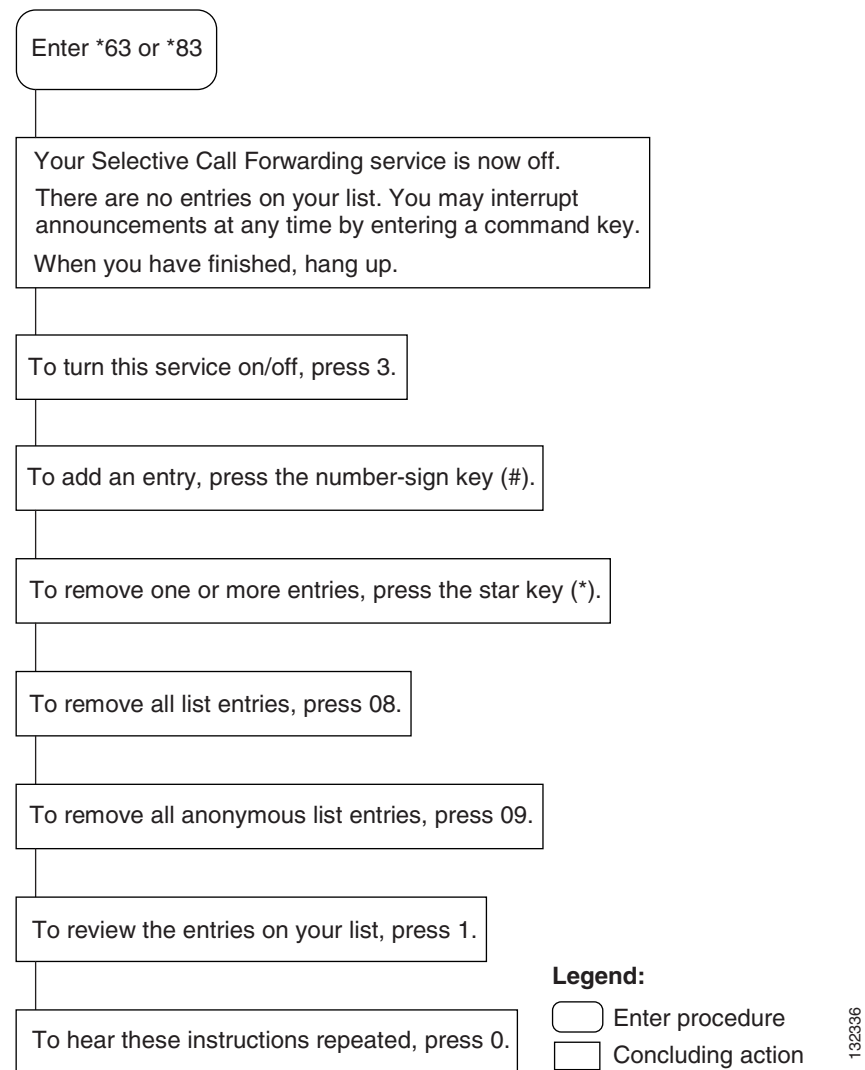 Enter *63 or *83
Your Selective Call Forwarding service is now off.
There are no entries on your list. You may interrupt
announcements at any time by entering a command key.
When you have finished, hang up.
To turn this service on/off, press 3.
To add an entry, press the number-sign key (#).
To remove one or more entries, press the star key (*).
To remove all list entries, press 08.
To remove all anonymous list entries, press 09.
To review the entries on your list, press 1.
To hear these instructions repeated, press 0.
Legend:
Enter procedure
Concluding action
132336